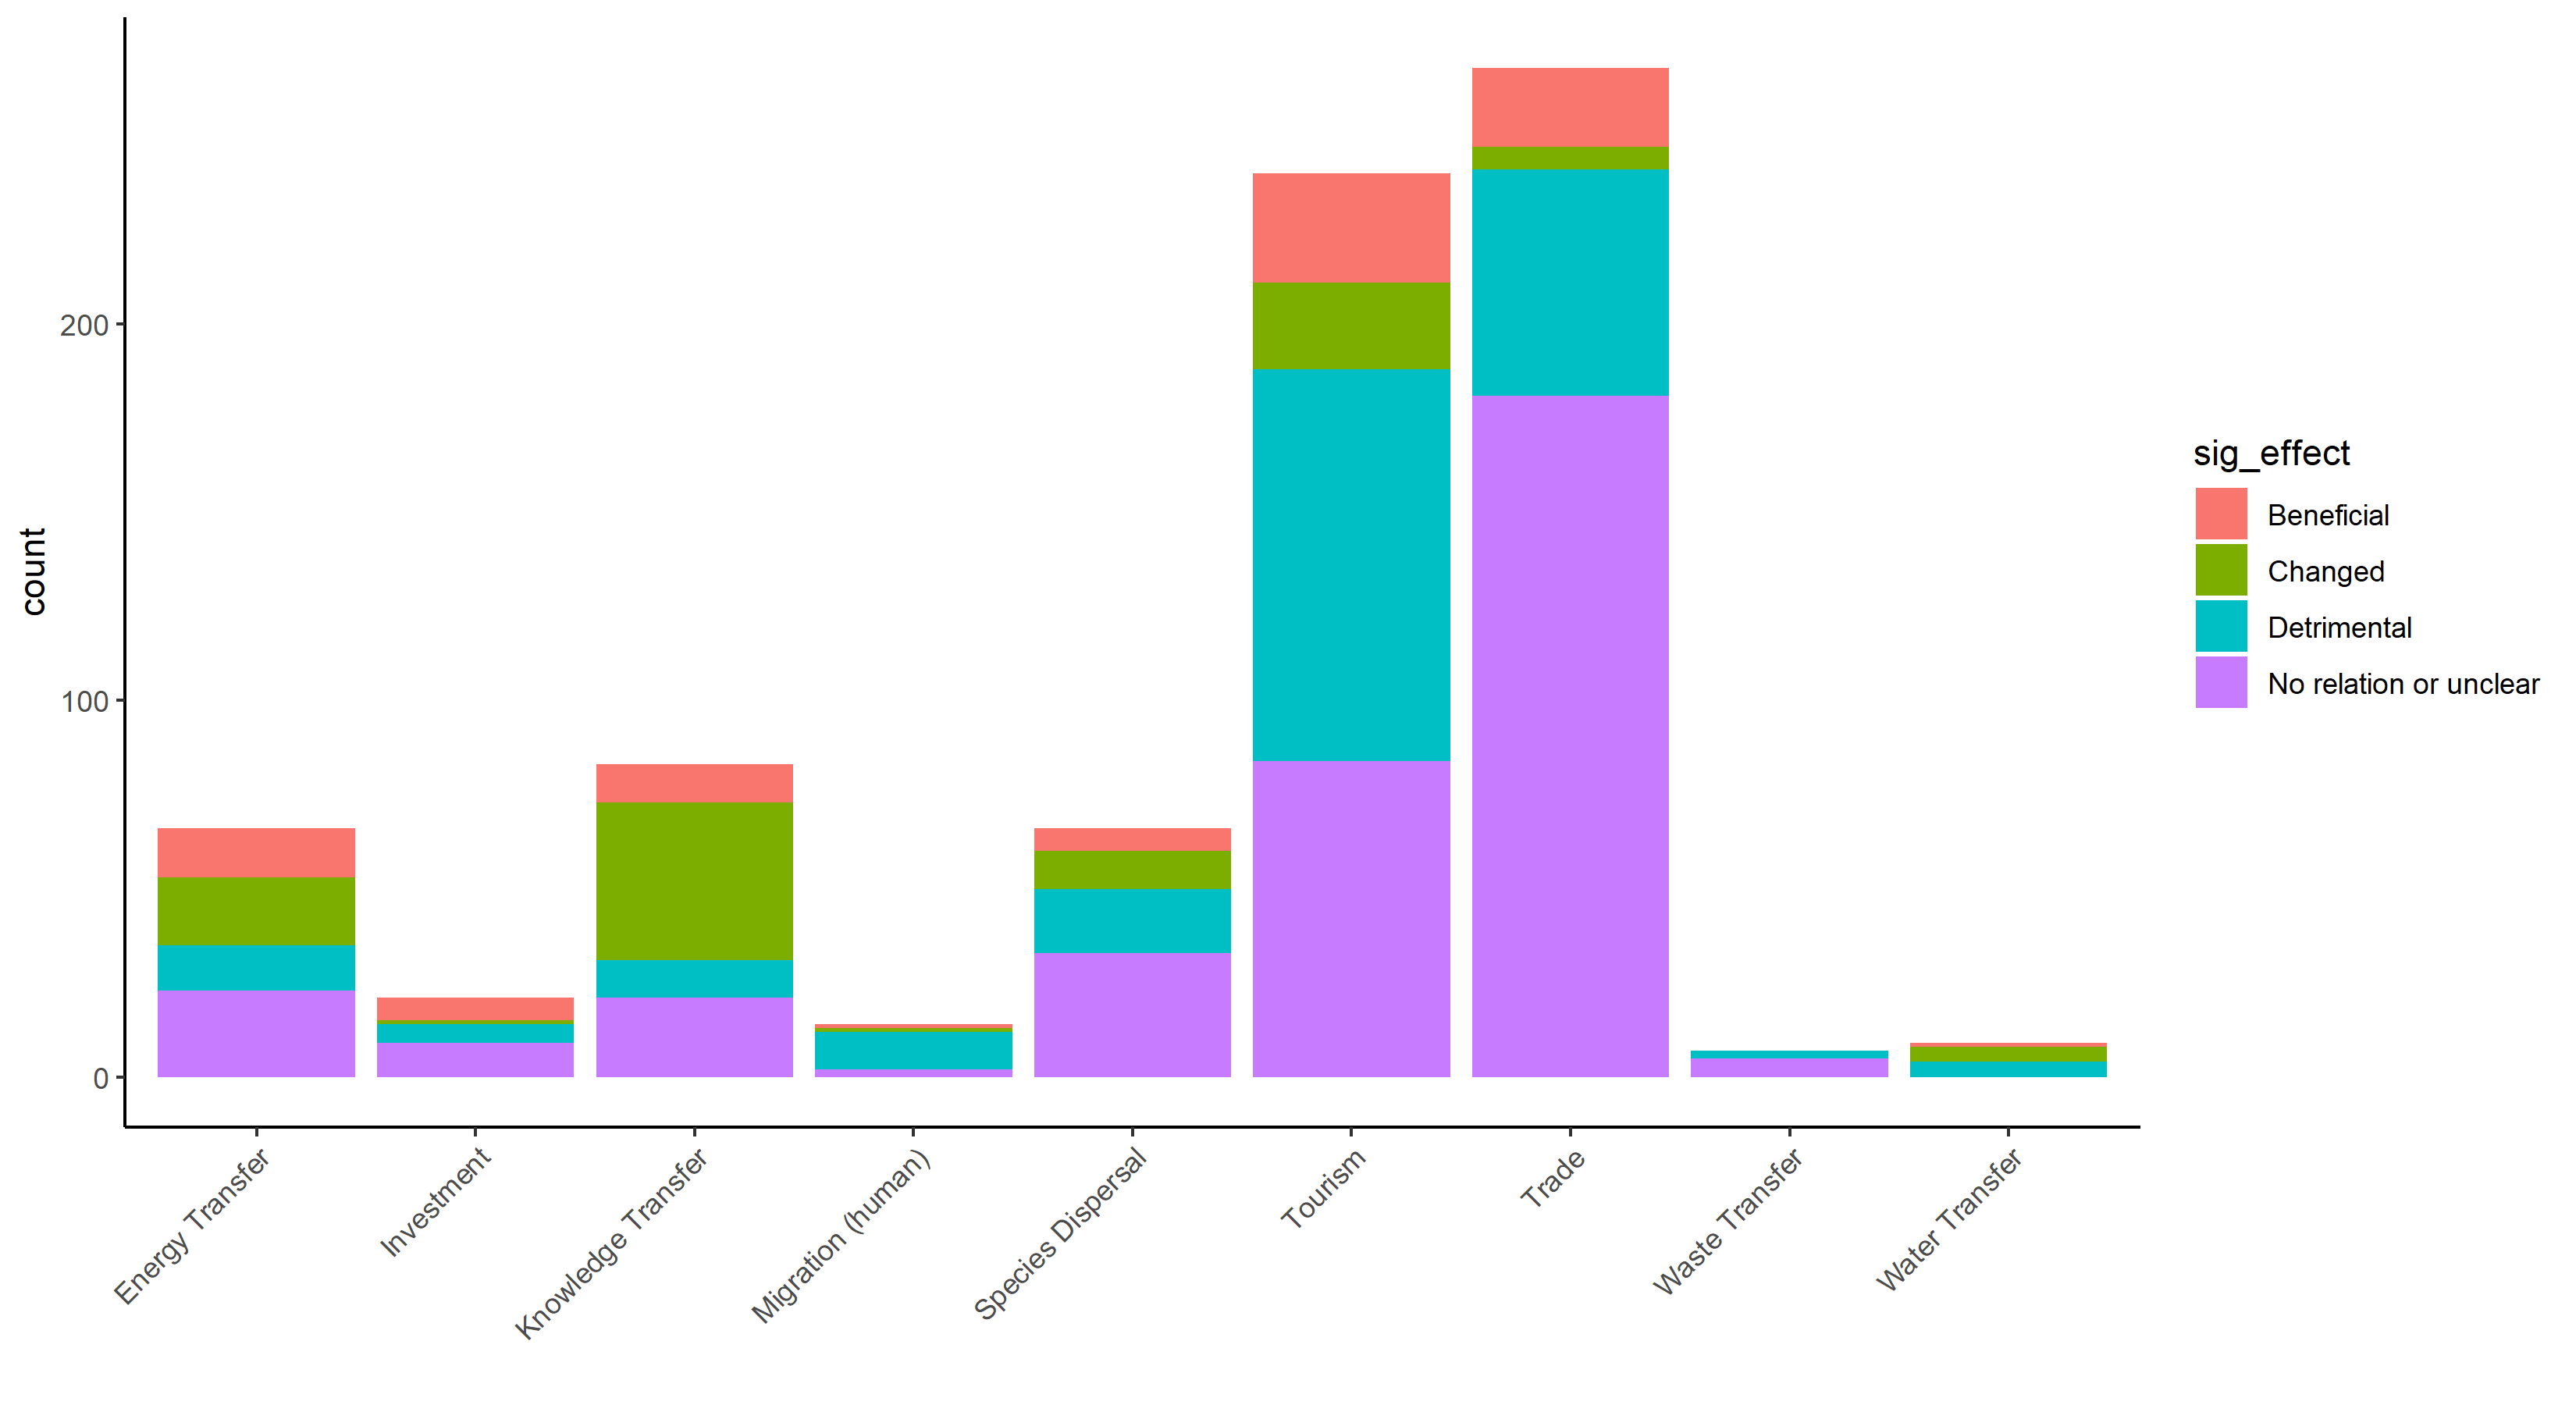 count
200
100
0
Energy Transfer
Investment
Knowledge Transfer
Migration (human)
Species Dispersal
Tourism
Trade
Waste Transfer
Water Transfer
sig_effect
Beneficial
Changed
Detrimental
No relation or unclear